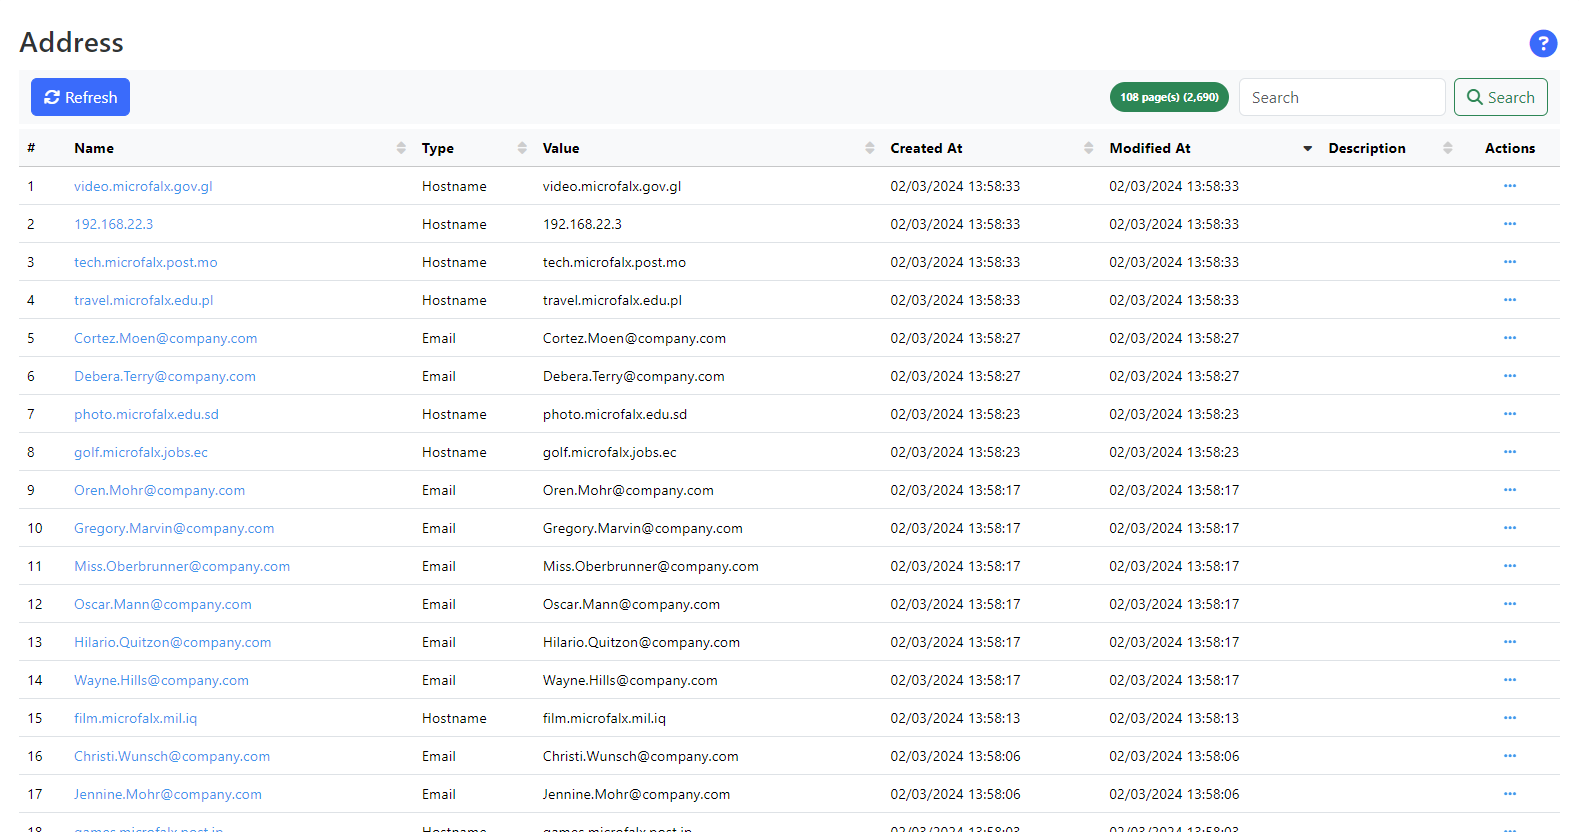 Address
?
Refresh 108 page(s) (2,690) Search Search
# Name Type Value Created At Modified At Description Actions
1 video.microfalx.gov.gl Hostname video.microfalx.gov.gl 02/03/2024 13:58:33 02/03/2024 13:58:33
2 192.168.22.3 Hostname 192.168.22.3 02/03/2024 13:58:33 02/03/2024 13:58:33
3 tech.microfalx.post.mo Hostname tech.microfalx.post.mo 02/03/2024 13:58:33 02/03/2024 13:58:33
4 travel.microfalx.edu.pl Hostname travel.microfalx.edu.pl 02/03/2024 13:58:33 02/03/2024 13:58:33
5 Cortez.Moen@company.com Email Cortez.Moen@company.com 02/03/2024 13:58:27 02/03/2024 13:58:27
6 Debera.Terry@company.com Email Debera.Terry@company.com 02/03/2024 13:58:27 02/03/2024 13:58:27
7 photo.microfalx.edu.sd Hostname photo.microfalx.edu.sd 02/03/2024 13:58:23 02/03/2024 13:58:23
8 golf.microfalx.jobs.ec Hostname golf.microfalx.jobs.ec 02/03/2024 13:58:23 02/03/2024 13:58:23
9 Oren.Mohr@company.com Email Oren.Mohr@company.com 02/03/2024 13:58:17 02/03/2024 13:58:17
10 Gregory.Marvin@company.com Email Gregory.Marvin@company.com 02/03/2024 13:58:17 02/03/2024 13:58:17
11 Miss.Oberbrunner@company.com Email Miss.Oberbrunner@company.com 02/03/2024 13:58:17 02/03/2024 13:58:17
12 Oscar.Mann@company.com Email Oscar.Mann@company.com 02/03/2024 13:58:17 02/03/2024 13:58:17
13 Hilario.Quitzon@company.com Email Hilario.Quitzon@company.com 02/03/2024 13:58:17 02/03/2024 13:58:17
14 Wayne.Hills@company.com Email Wayne.Hills@company.com 02/03/2024 13:58:17 02/03/2024 13:58:17
15 film.microfalx.mil.iq Hostname film.microfalx.mil.iq 02/03/2024 13:58:13 02/03/2024 13:58:13
16 Christi.Wunsch@company.com Email Christi.Wunsch@company.com 02/03/2024 13:58:06 02/03/2024 13:58:06
17 Jennine.Mohr@company.com Email Jennine.Mohr@company.com 02/03/2024 13:58:06 02/03/2024 13:58:06
18 Hostname 02/03/2024 13:58:03 02/03/2024 13:58:03